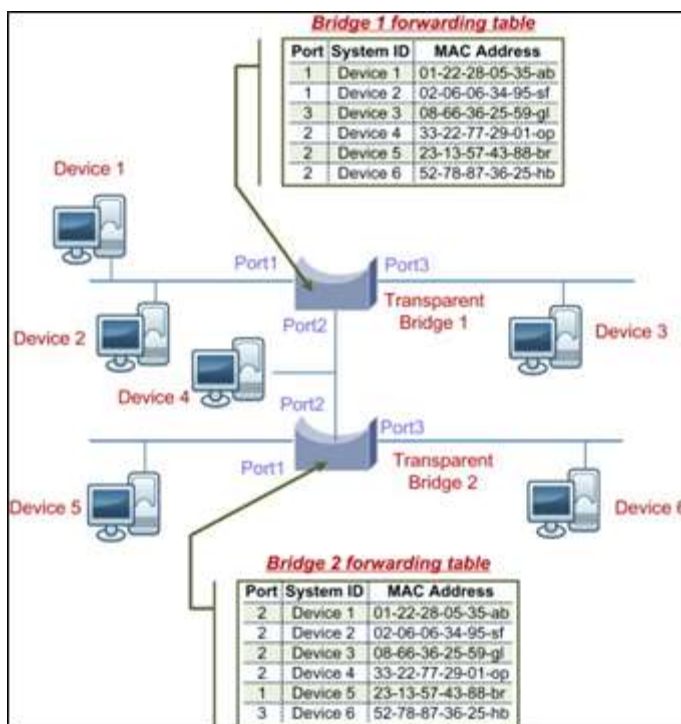 Bridge 1 forwarding table
Port System ID MAC Address
1 Device 1 01-22-28-05-35-ab
1 Device 2 02-06-06-34-95-sf
3 Device 3 08-66-36-25-59-gl
2 Device 4 33-22-77-29-01-op
2 Device 5 23-13-57-43-88-br
2 Device 6 52-78-87-36-25-hb
Device 1
Port1
Port3
Device 2
Port2
Transparent
Bridge 1
Device 3
Device 4
Port2
Port3
Port1
Transparent
Bridge 2
Device 5
Device 6
Bridge 2 forwarding table
Port System ID MAC Address
2 Device 1 01-22-28-05-35-ab
2 Device 2 02-06-06-34-95-sf
2 Device 3 08-66-36-25-59-gl
2 Device 4 33-22-77-29-01-op
1 Device 5 23-13-57-43-88-br
3 Device 6 52-78-87-36-25-hb